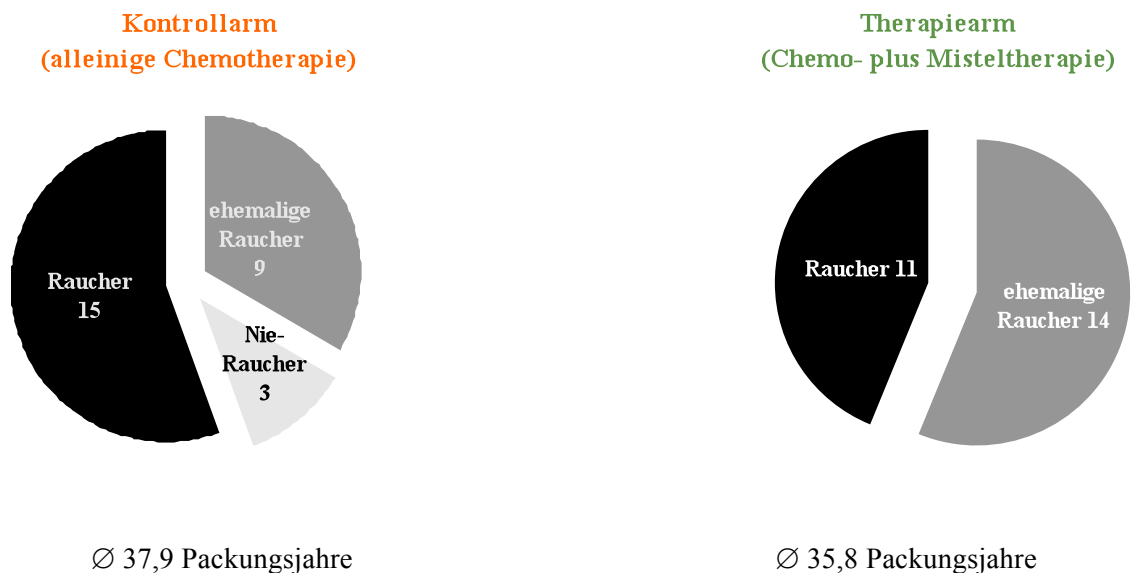 Kontrollarm
(alleinige Chemotherapie)
ehemalige
Raucher
9
Raucher
15
Nie-
Raucher
3
∅ 37,9 Packungsjahre
Therapiearm
(Chemo- plus Misteltherapie)
Raucher 11
ehemalige
Raucher 14
∅ 35,8 Packungsjahre